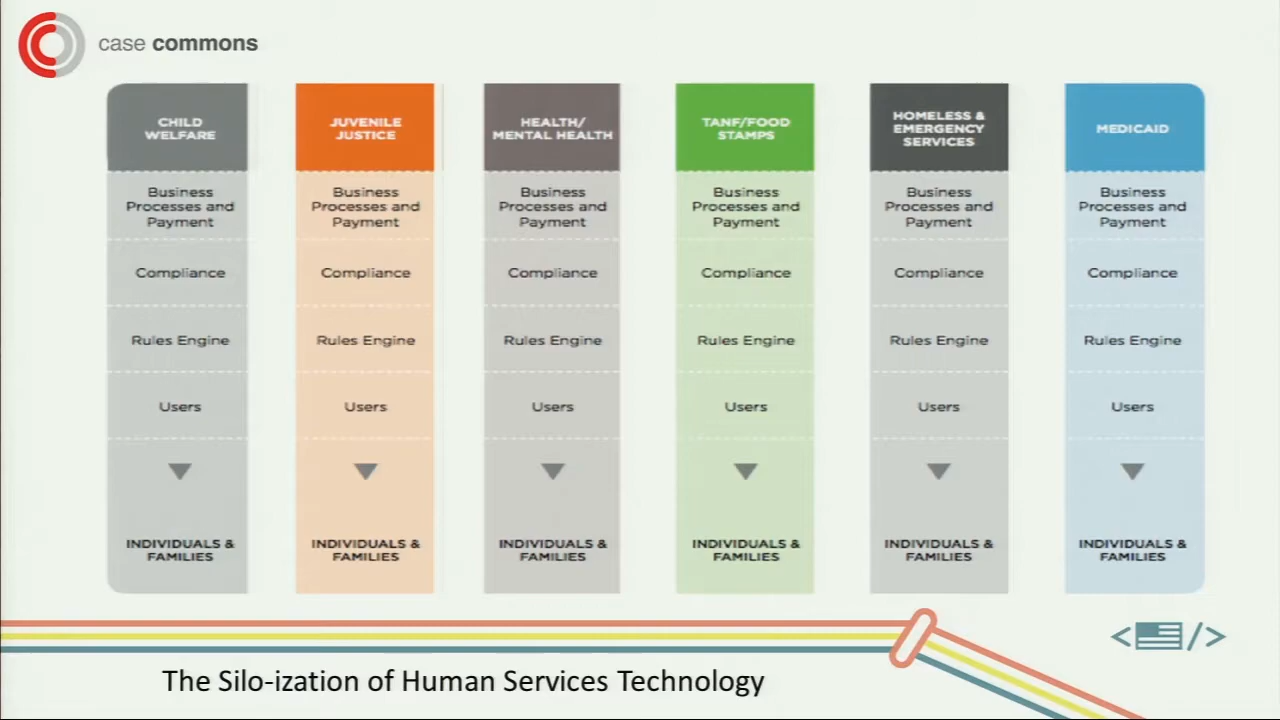 case commons
CHILD
WELFARE
Business
Processes and
Payment
Compliance
Rules Engine
Users
INDIVIDUALS &
FAMILIES
JUVENILE
JUSTICE
Business
Processes and
Payment
Compliance
Rules Engine
Users
INDIVIDUALS &
FAMILIES
HEALTH/
MENTAL HEALTH
Business
Processes and
Payment
Compliance
Rules Engine
Users
INDIVIDUALS &
FAMILIES
TANF/FOOD
STAMPS
Business
Processes and
Payment
Compliance
Rules Engine
Users
INDIVIDUALS &
FAMILIES
HOMELESS &
EMERGENCY
SERVICES
Business
Processes and
Payment
Compliance
Rules Engine
Users
INDIVIDUALS &
FAMILIES
MEDICAID
Business
Processes and
Payment
Compliance
Rules Engine
Users
INDIVIDUALS &
FAMILIES
The Silo-ization of Human Services Technology